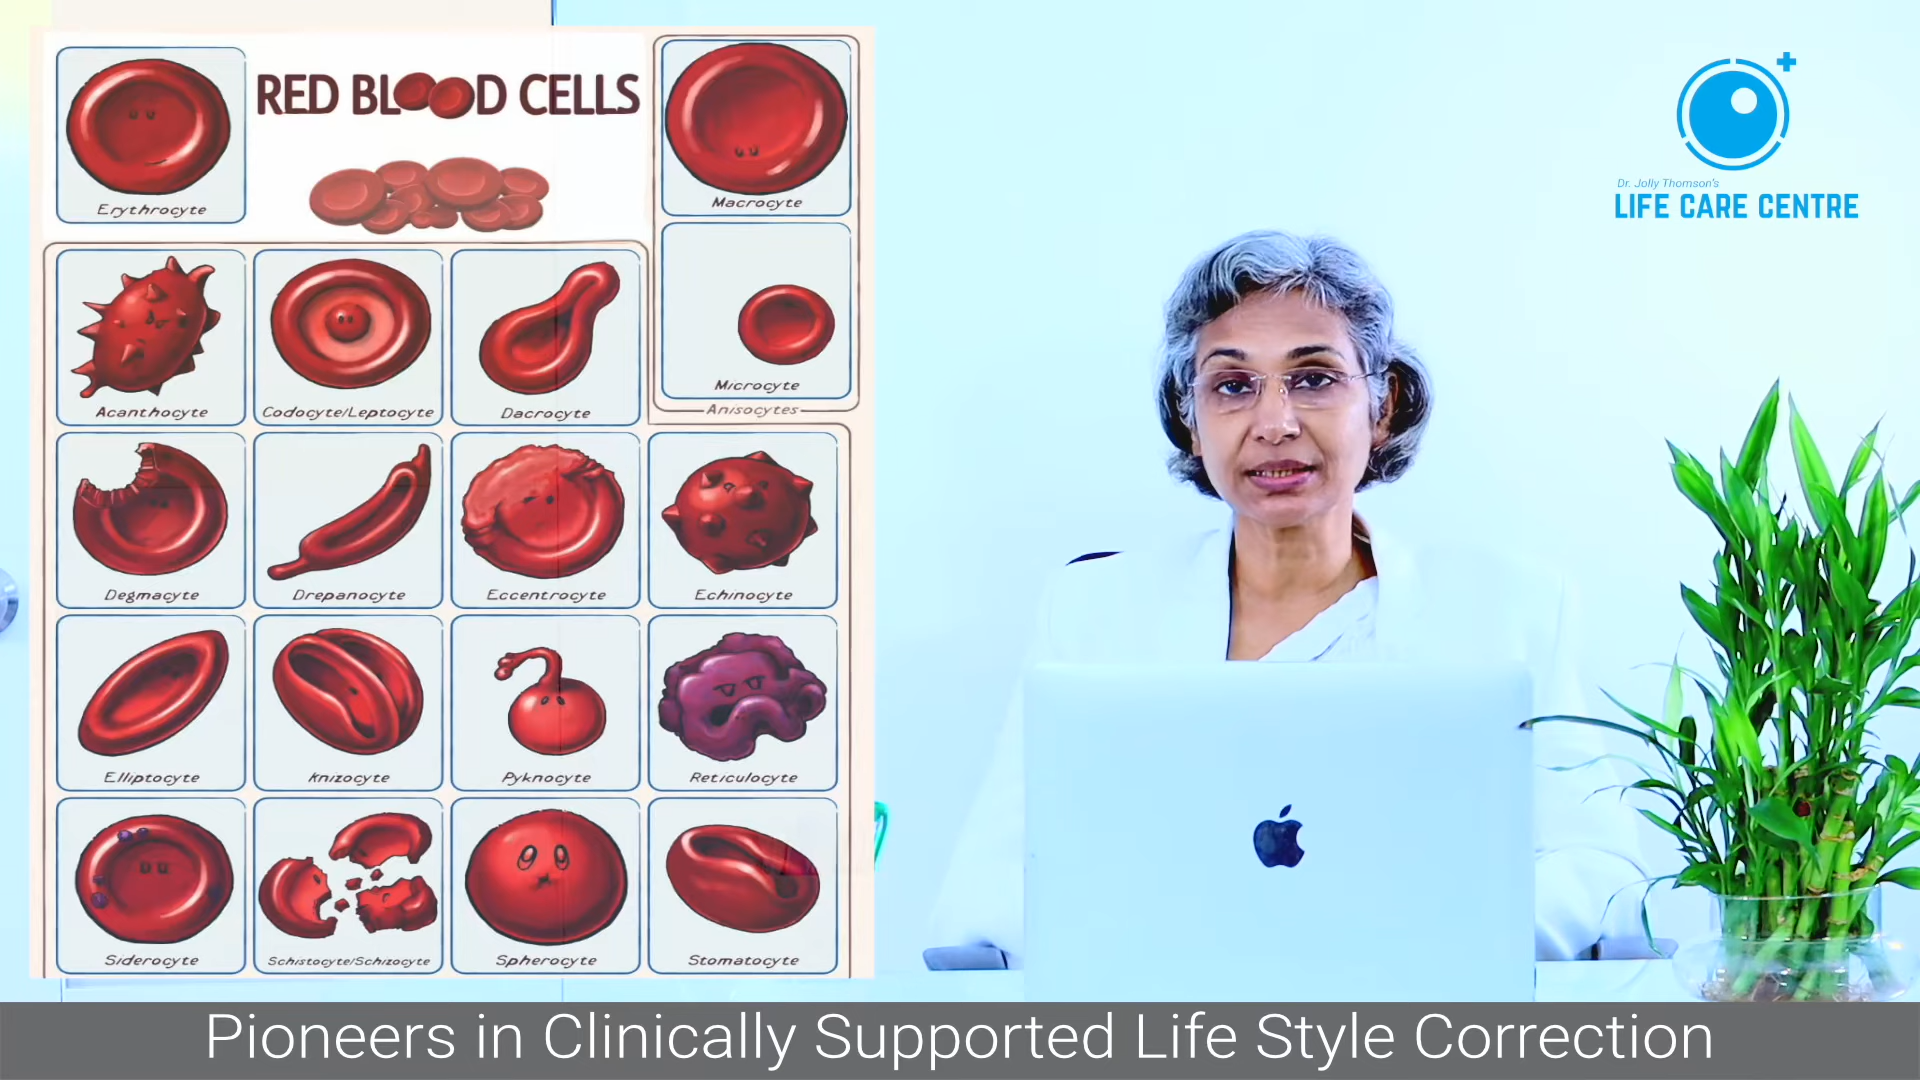 RED BLOOD CELLS
Erythrocyte
Macrocyte
Microcyte
Anisocytes
Acanthocyte
Codocyte/Leptocyte
Dacrocyte
Degmacyte
Drepanocyte
Eccentrocyte
Echinocyte
Elliptocyte
Knizocyte
Pyknocyte
Reticulocyte
Siderocyte
Schistocyte/Schizocyte
Spherocyte
Stomatocyte
Dr. Jolly Thomson's
LIFE CARE CENTRE
Pioneers in Clinically Supported Life Style Correction